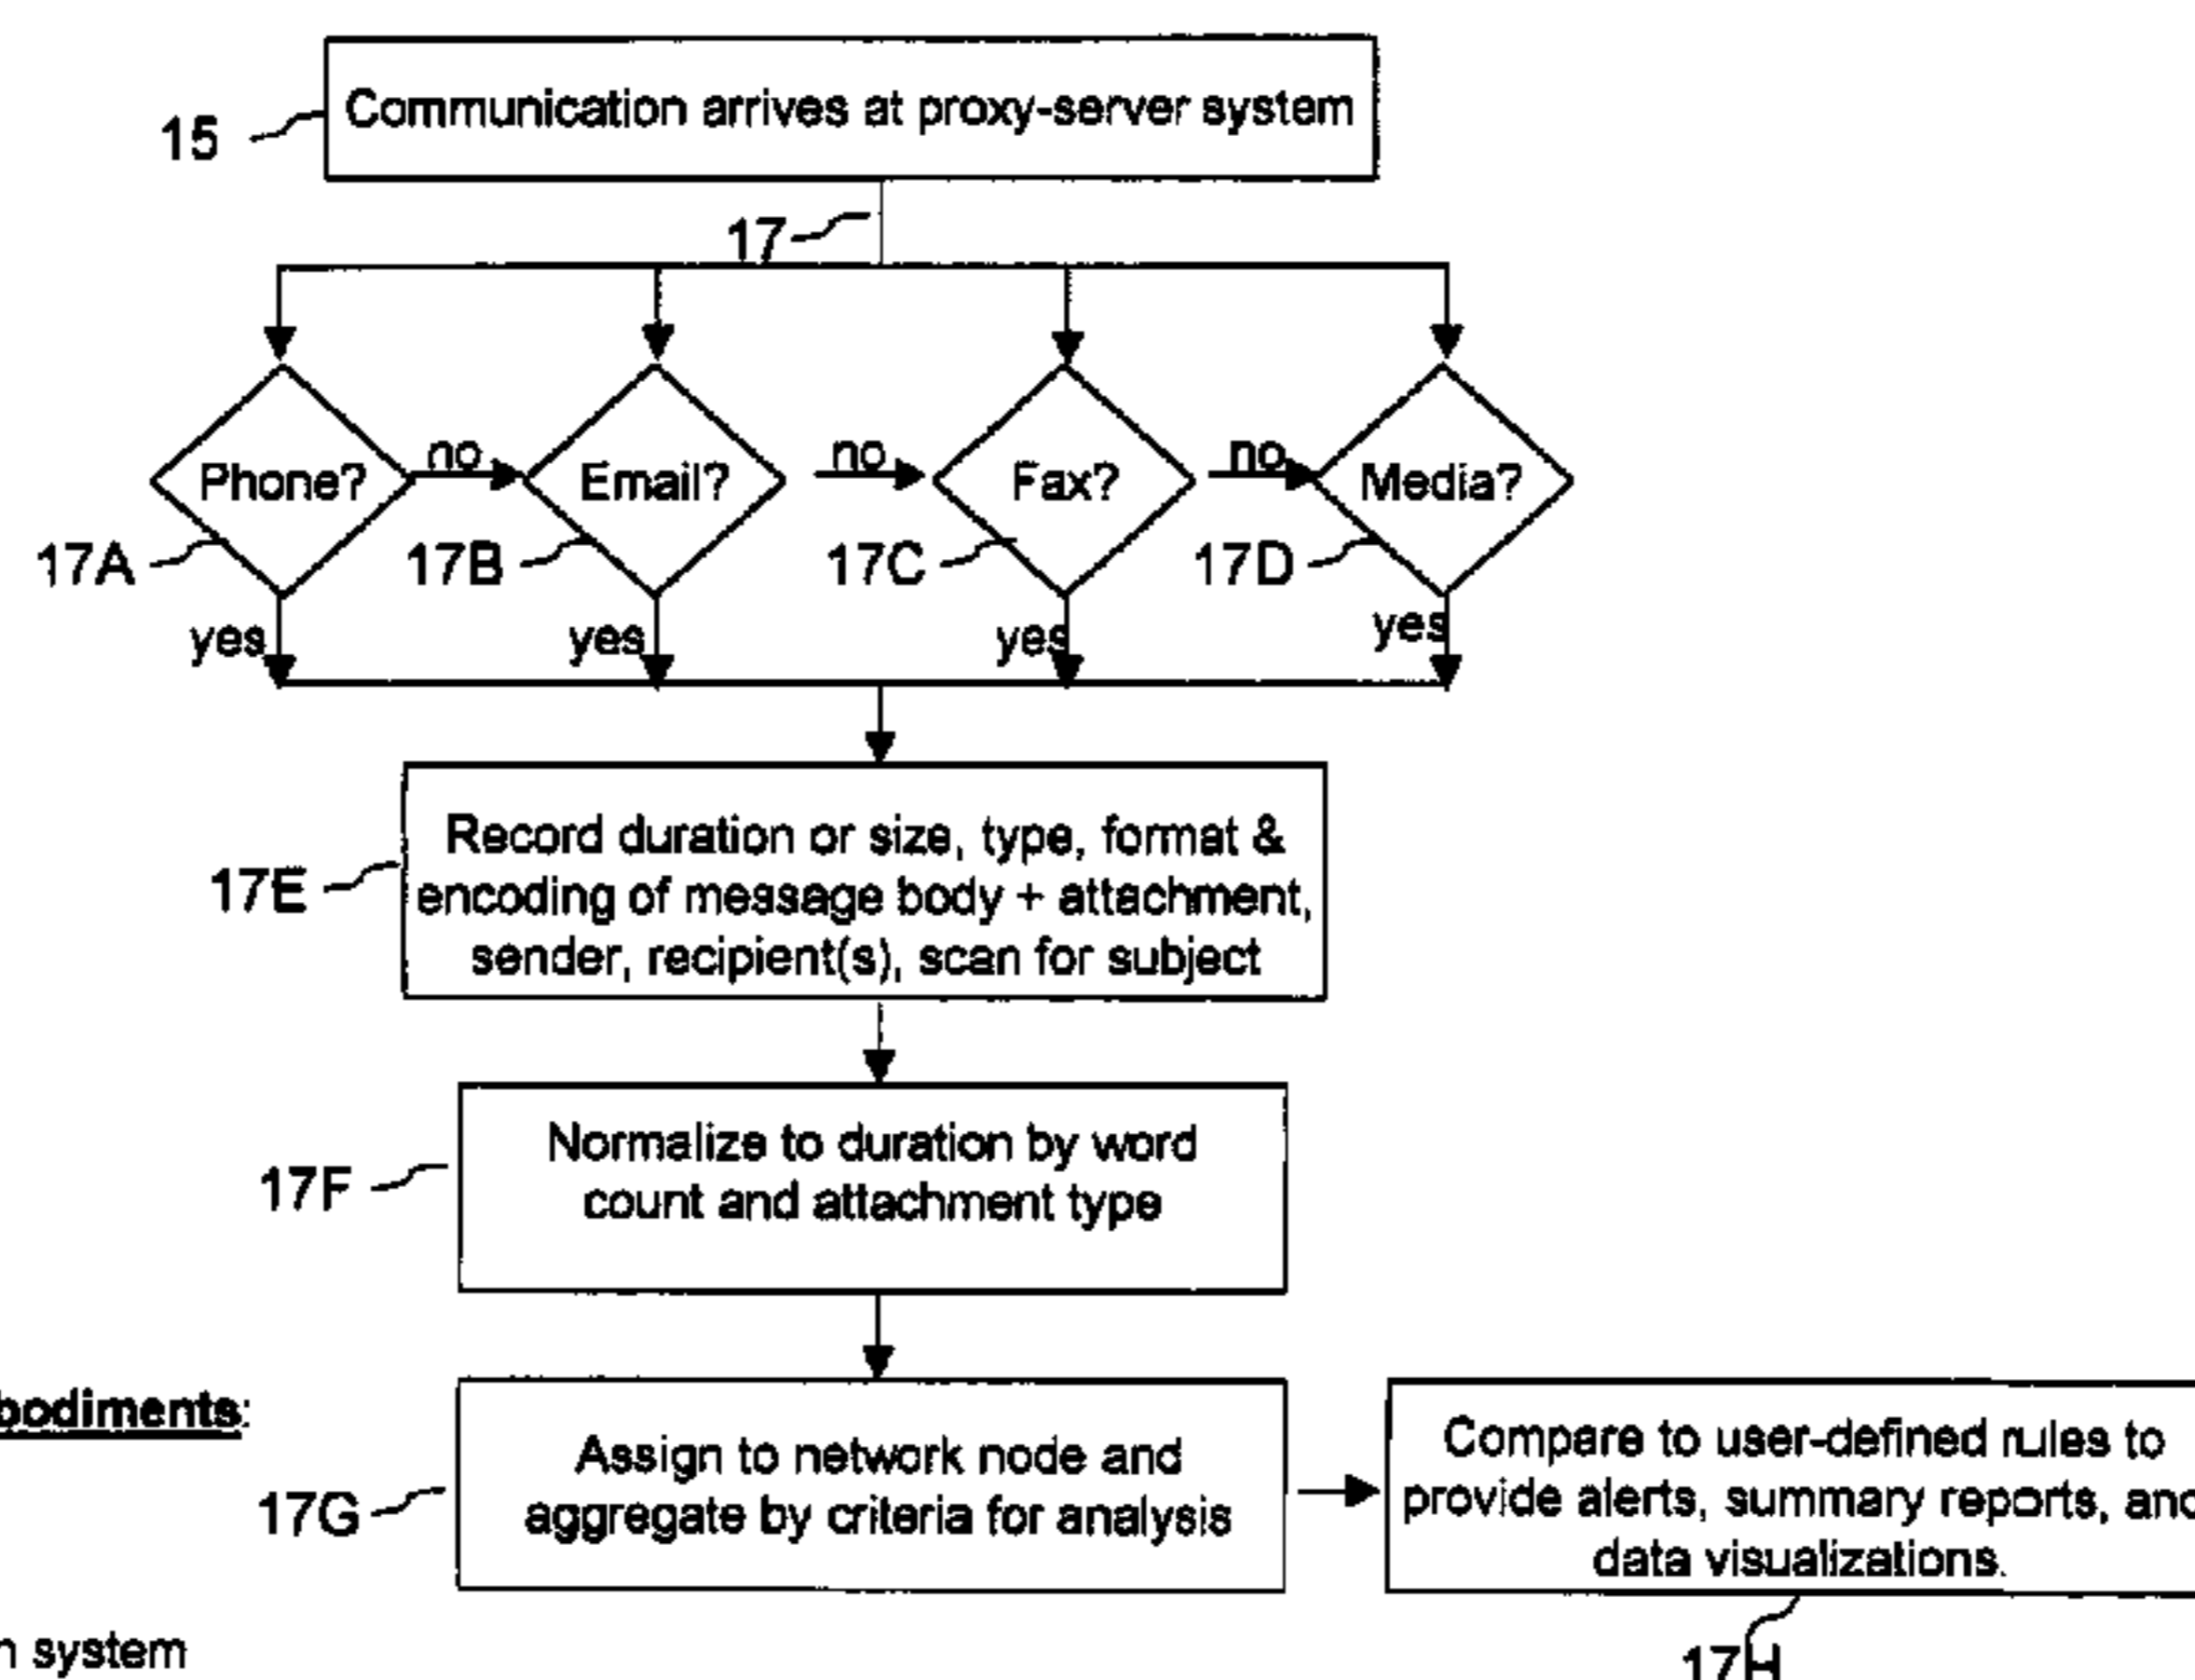 Communication arrives at proxy-server system
15
17
Phone?
no
Email?
no
Fax?
no
Media?
17A
17B
17C
17D
yes
yes
yes
yes
Record duration or size, type, format &
encoding of message body + attachment,
sender, recipient(s), scan for subject
17E
Normalize to duration by word
count and attachment type
17F
bodiments:
Assign to network node and
aggregate by criteria for analysis
17G
Compare to user-defined rules to
provide alerts, summary reports, and
data visualizations.
17H
n system